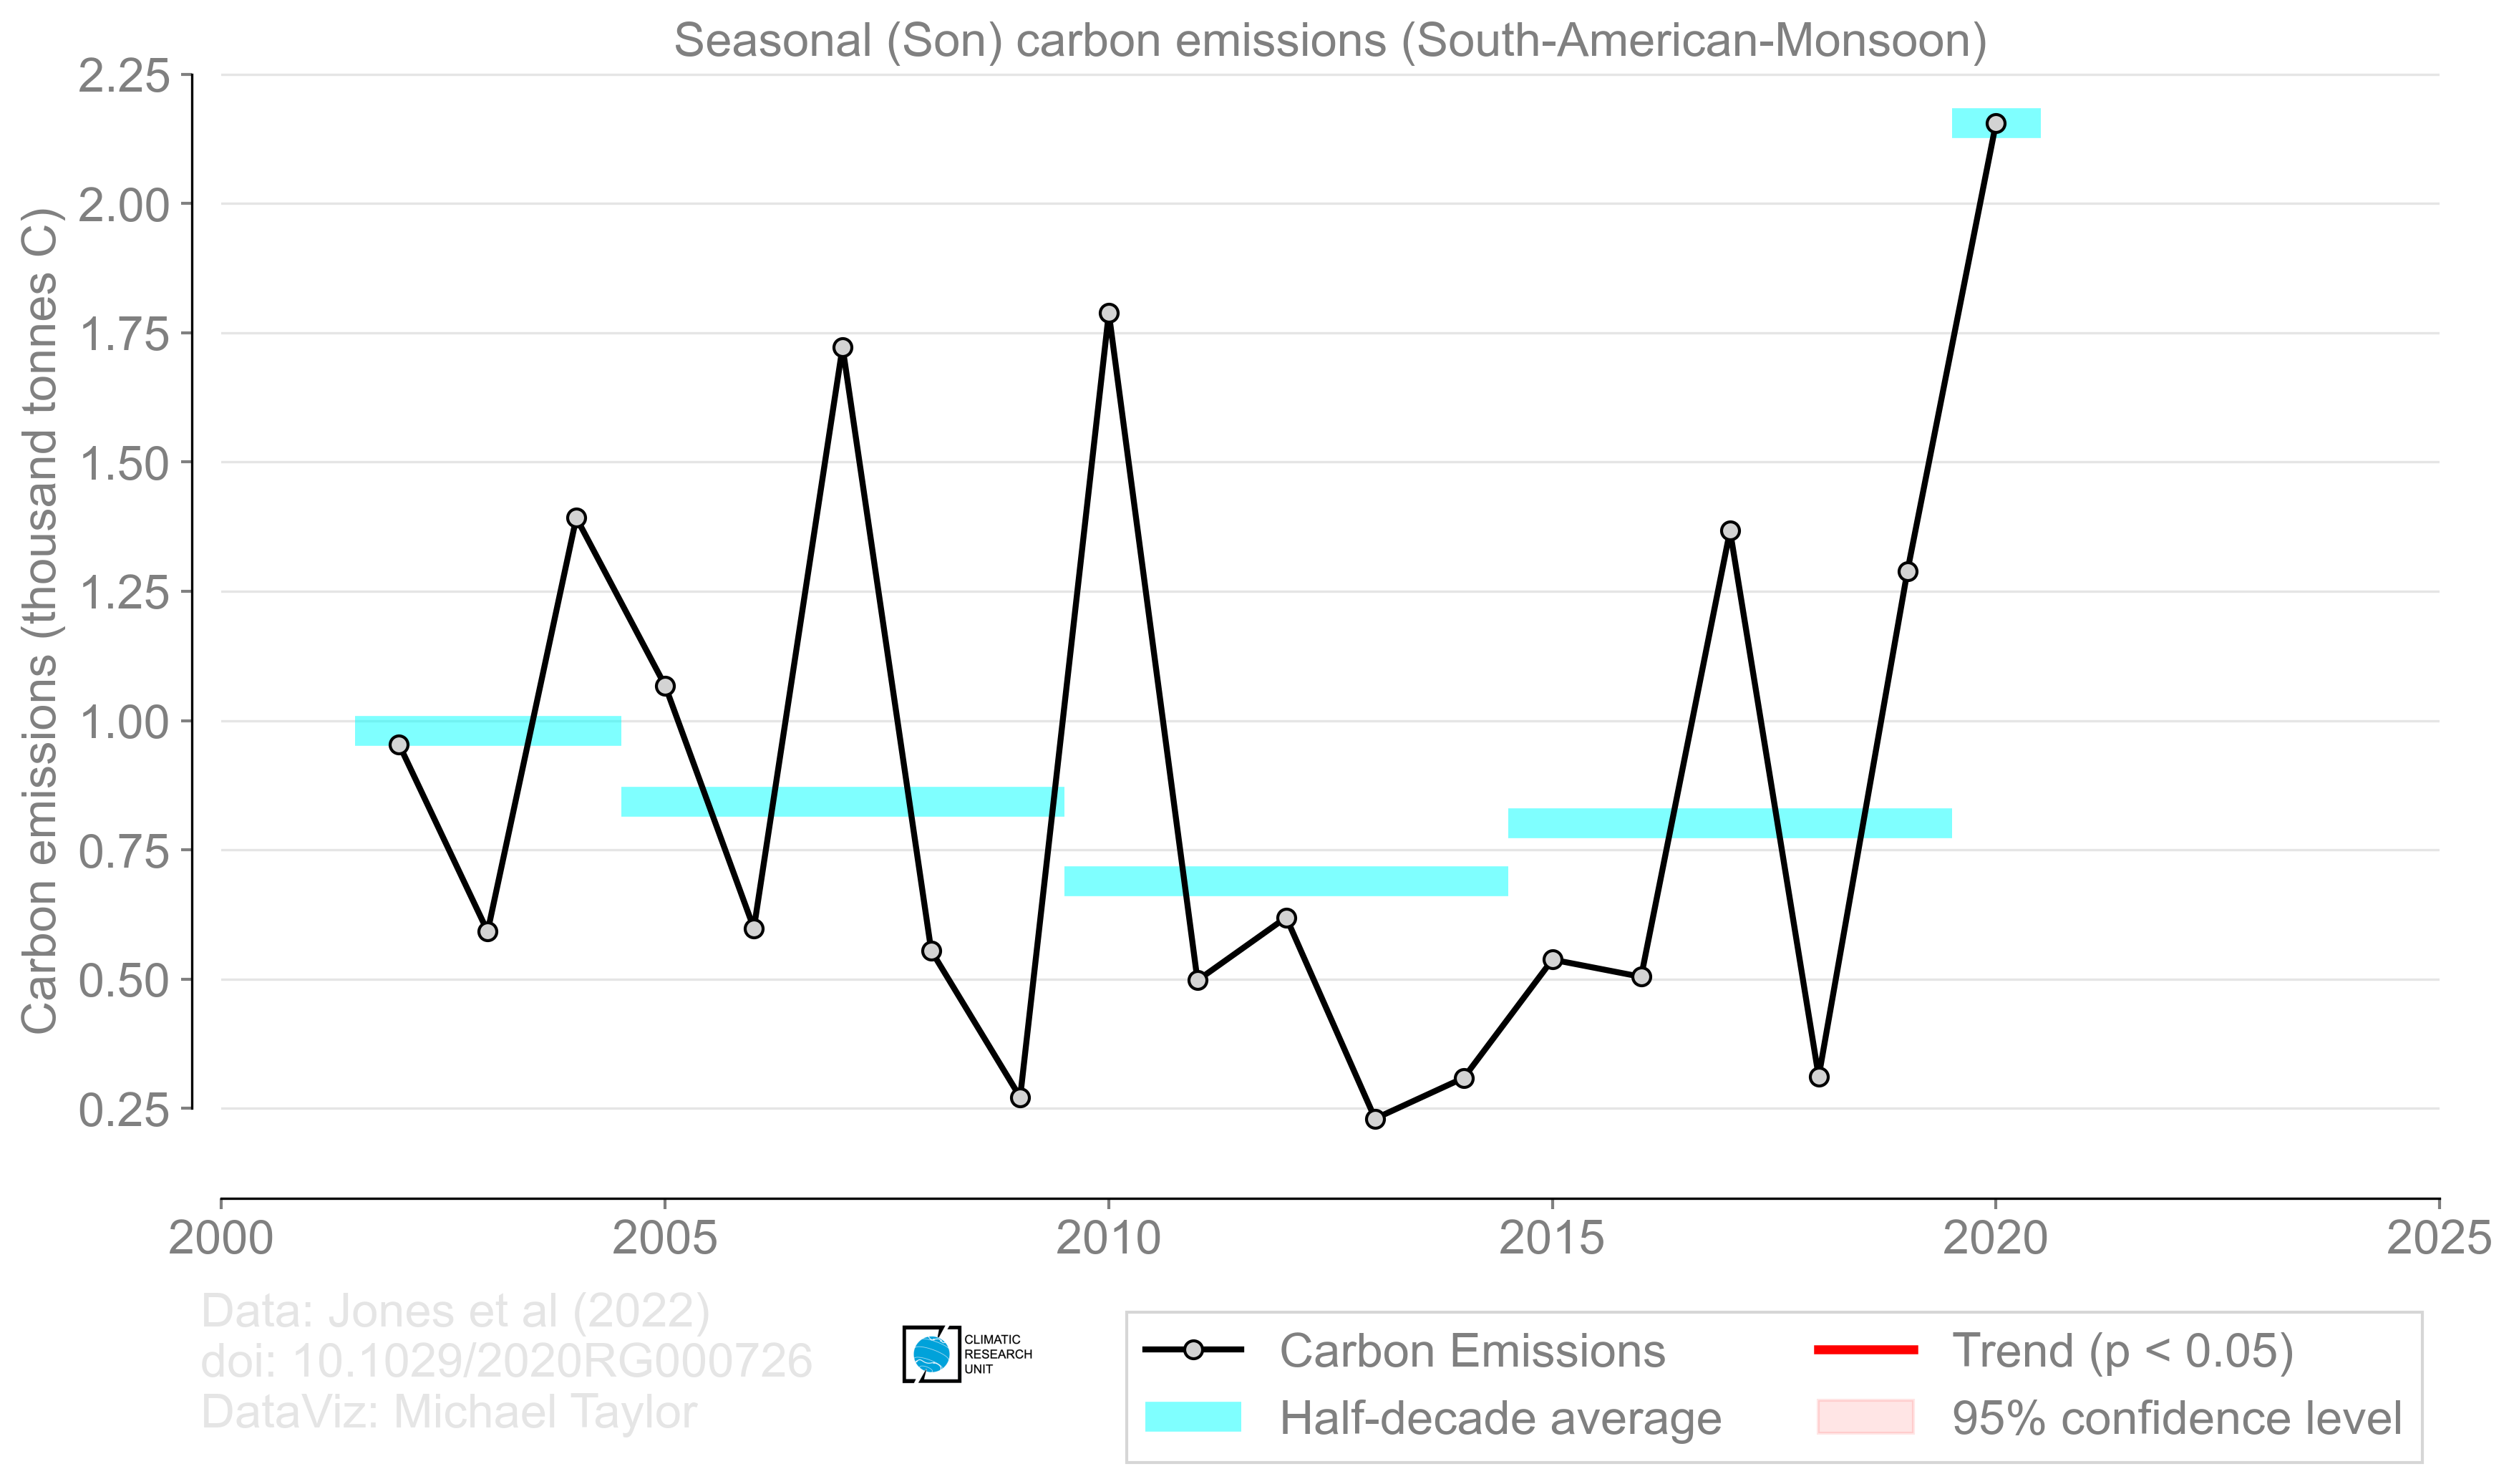 Seasonal (Son) carbon emissions (South-American-Monsoon)
Carbon emissions (thousand tonnes C)
2.25
2.00
1.75
1.50
1.25
1.00
0.75
0.50
0.25
2000 2005 2010 2015 2020 2025
Data: Jones et al (2022)
doi: 10.1029/2020RG000726
DataViz: Michael Taylor
CLIMATIC
RESEARCH
UNIT
Carbon Emissions
Half-decade average
Trend (p < 0.05)
95% confidence level